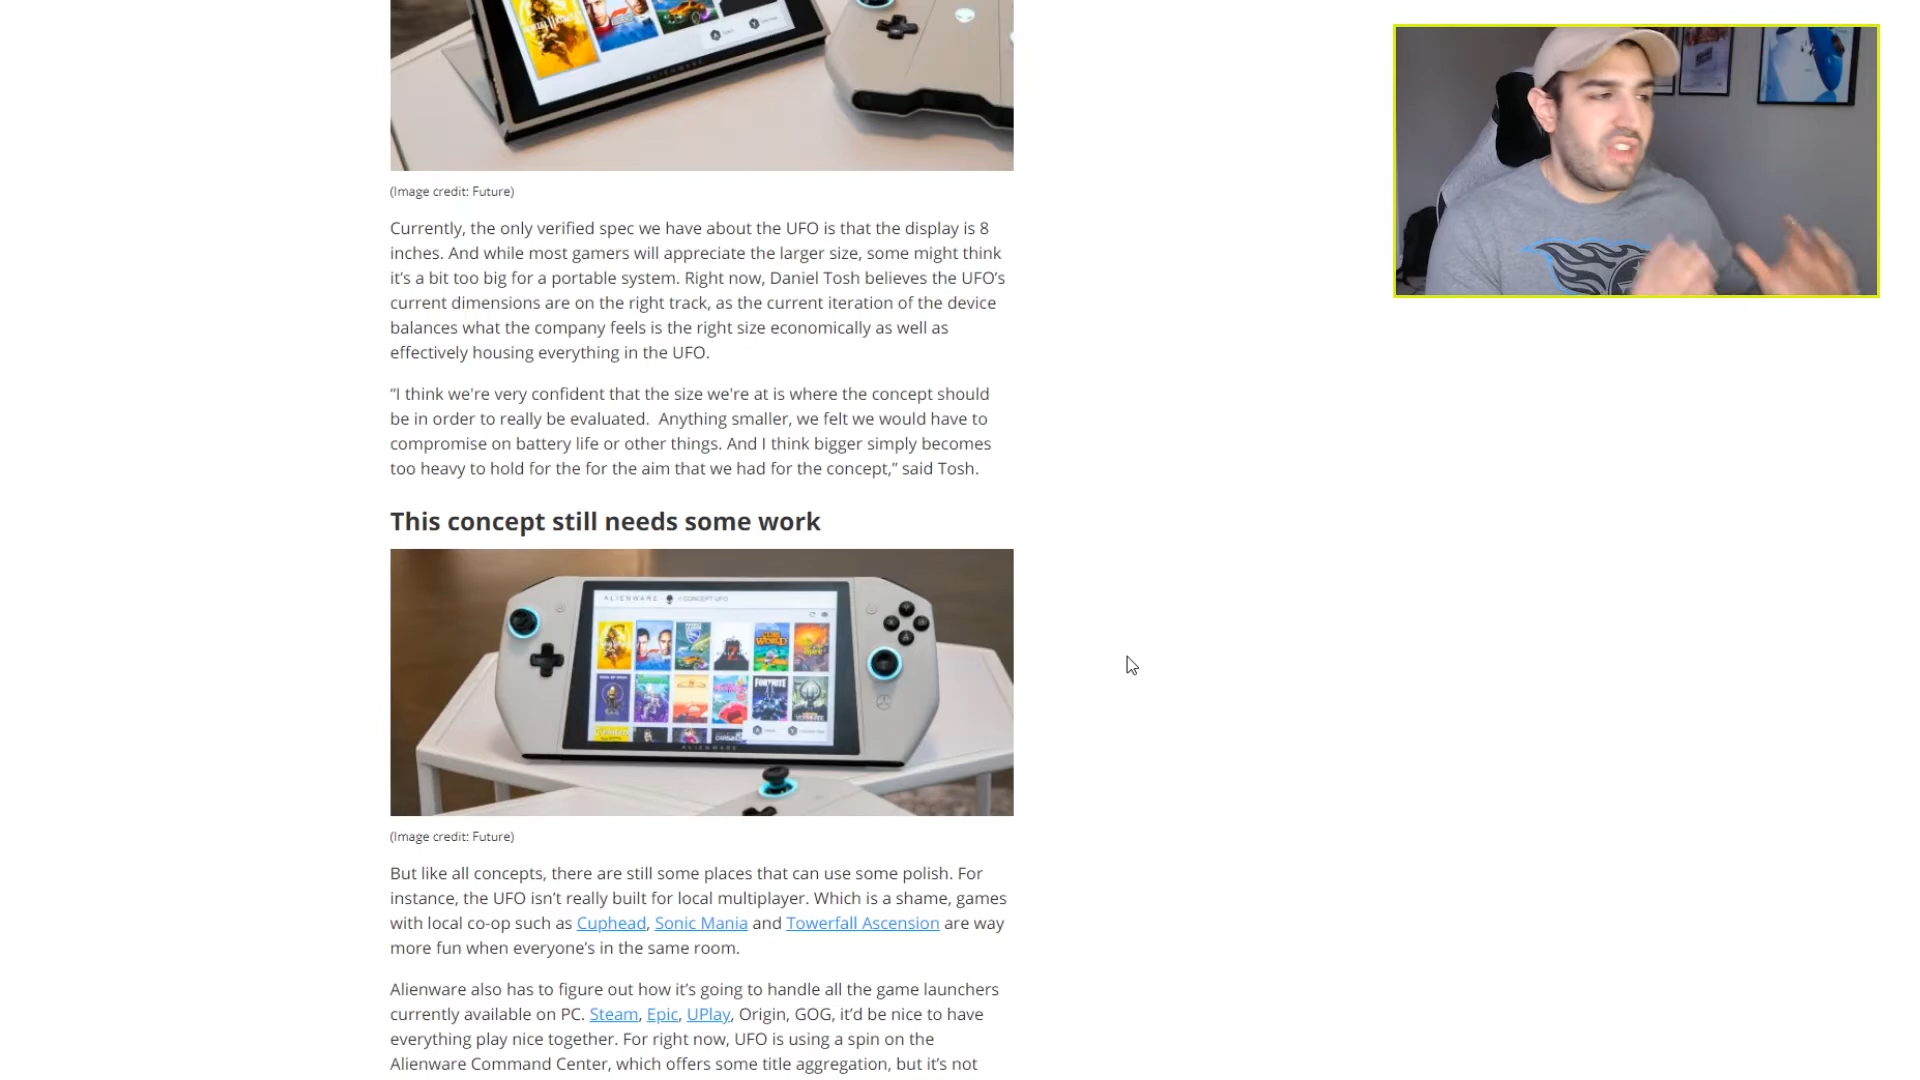 ALIENWARE
(Image credit: Future)
Currently, the only verified spec we have about the UFO is that the display is 8
inches. And while most gamers will appreciate the larger size, some might think
it’s a bit too big for a portable system. Right now, Daniel Tosh believes the UFO’s
current dimensions are on the right track, as the current iteration of the device
balances what the company feels is the right size economically as well as
effectively housing everything in the UFO.
“I think we're very confident that the size we're at is where the concept should
be in order to really be evaluated.  Anything smaller, we felt we would have to
compromise on battery life or other things. And I think bigger simply becomes
too heavy to hold for the for the aim that we had for the concept,” said Tosh.
This concept still needs some work
ALIENWARE CONCEPT UFO
FORTNITE
ALIENWARE
(Image credit: Future)
But like all concepts, there are still some places that can use some polish. For
instance, the UFO isn’t really built for local multiplayer. Which is a shame, games
with local co-op such as Cuphead, Sonic Mania and Towerfall Ascension are way
more fun when everyone’s in the same room.
Alienware also has to figure out how it’s going to handle all the game launchers
currently available on PC. Steam, Epic, UPlay, Origin, GOG, it’d be nice to have
everything play nice together. For right now, UFO is using a spin on the
Alienware Command Center, which offers some title aggregation, but it’s not